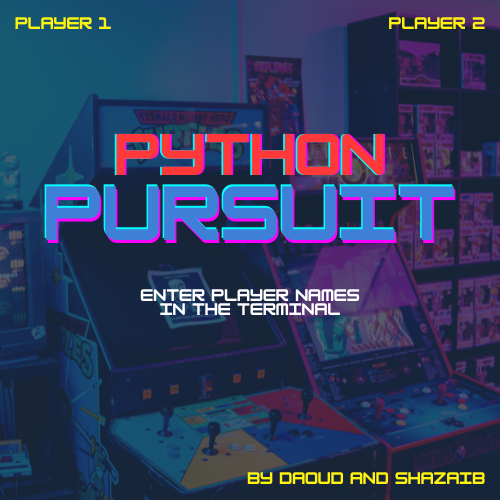 PLAYER 1
PLAYER 2
PYTHON
PURSUIT
ENTER PLAYER NAMES
IN THE TERMINAL
BY DAOUD AND SHAZAIB